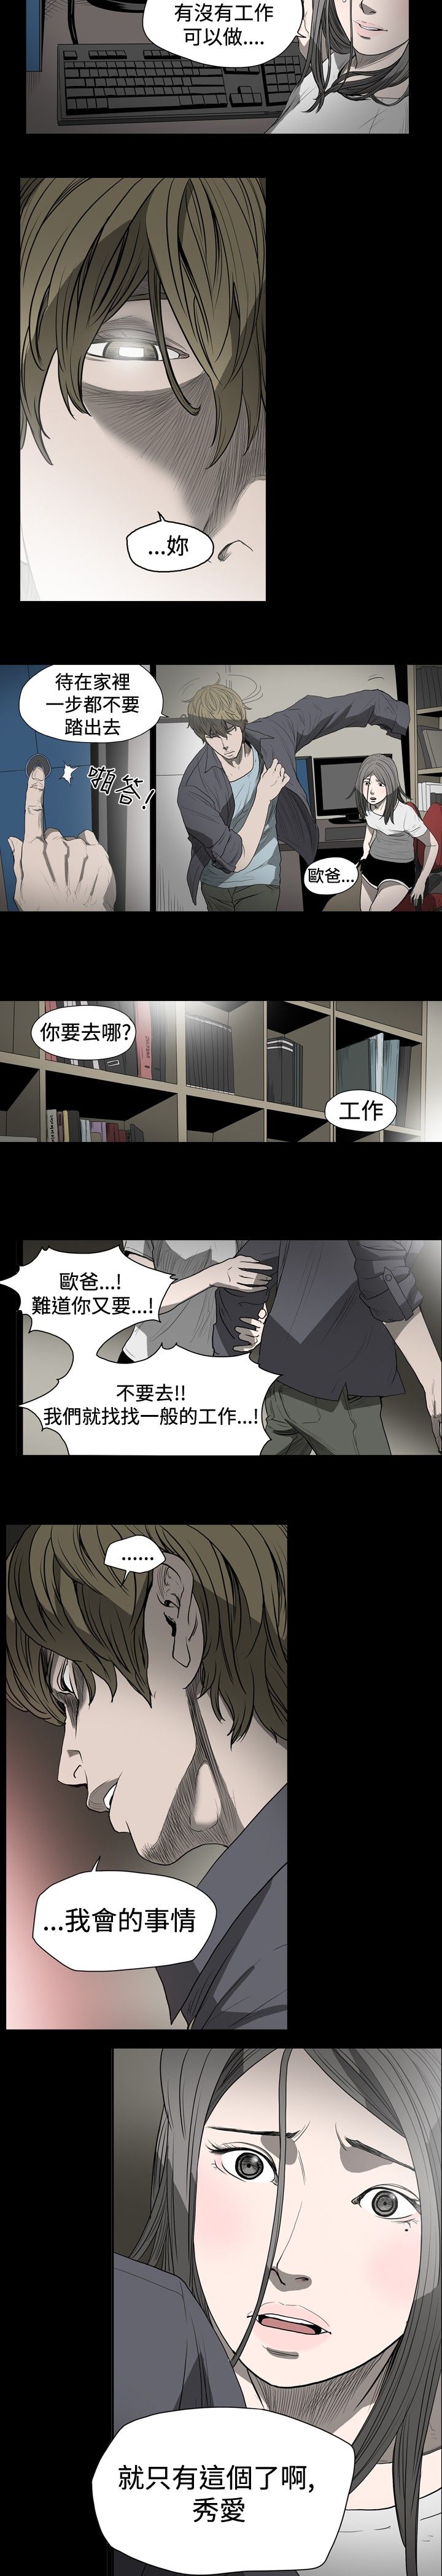 有沒有工作
可以做....
...妳
待在家裡
一步都不要
踏出去
啪答!
歐爸...
你要去哪?
工作
歐爸...!
難道你又要...!
不要去!!
我們就找找一般的工作...!
......
...我會的事情
就只有這個了啊,
秀愛